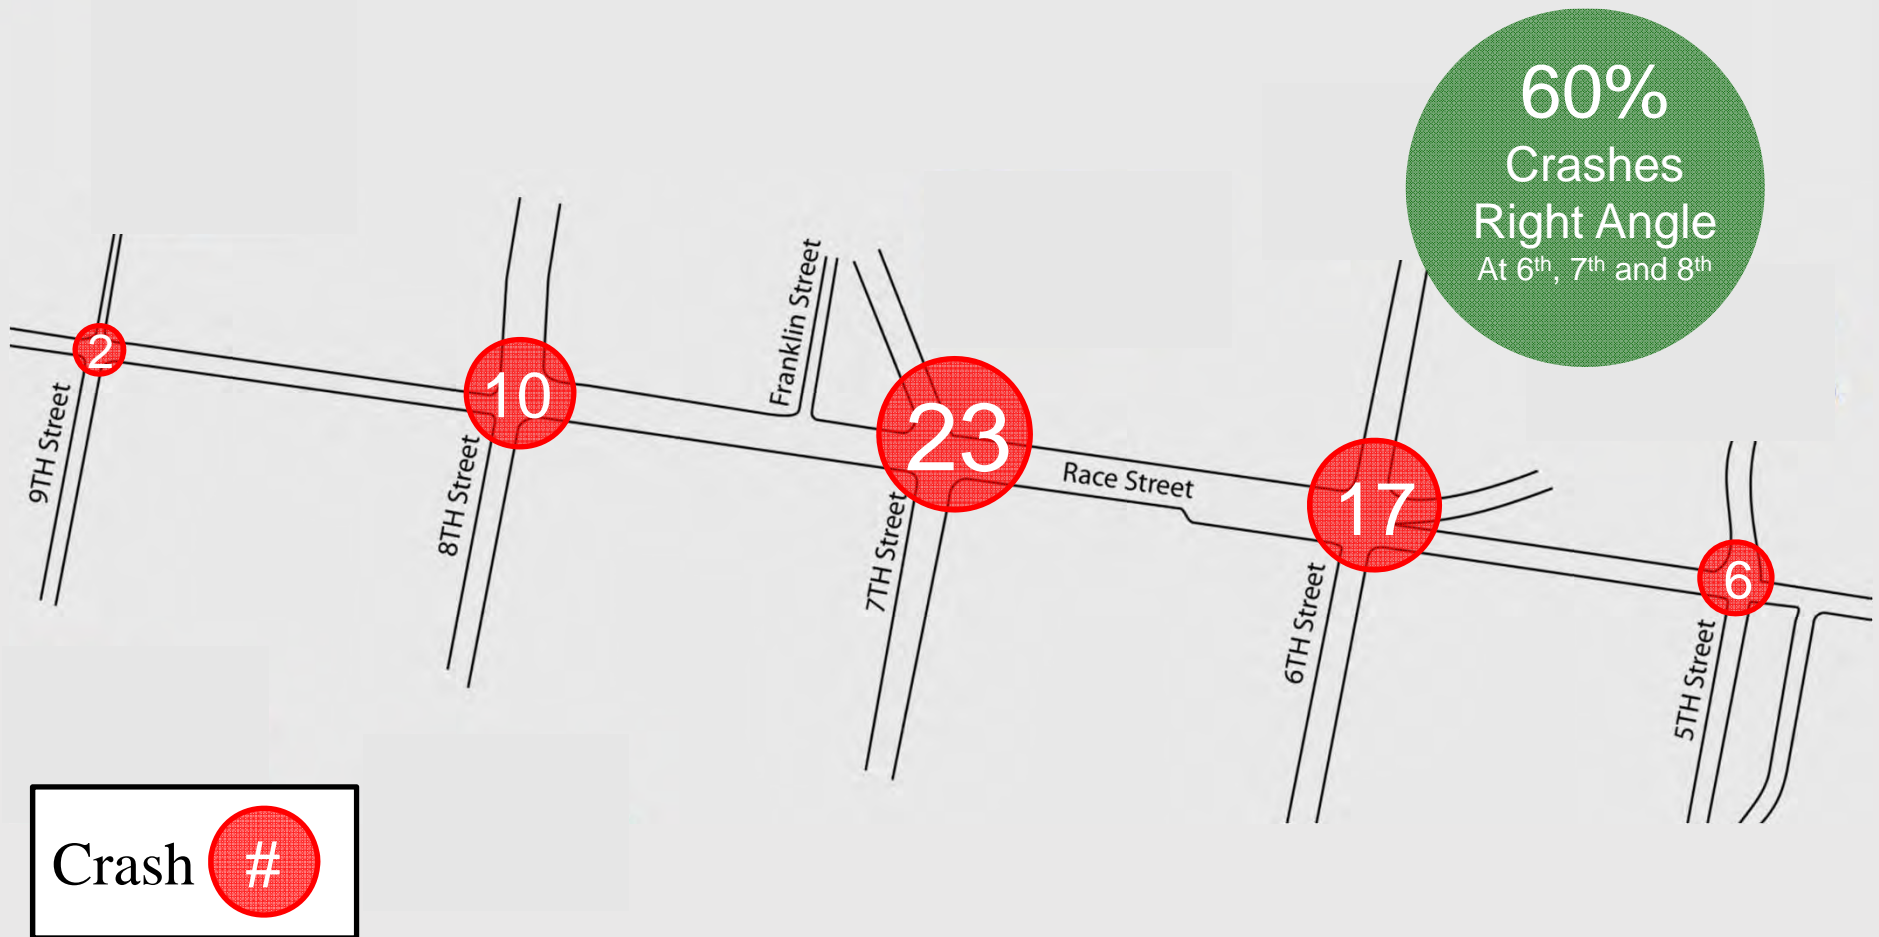 60%
Crashes
Right Angle
At 6th, 7th and 8th
Franklin Street
2
10
23
Race Street
17
6
9TH Street
8TH Street
7TH Street
6TH Street
5TH Street
Crash #